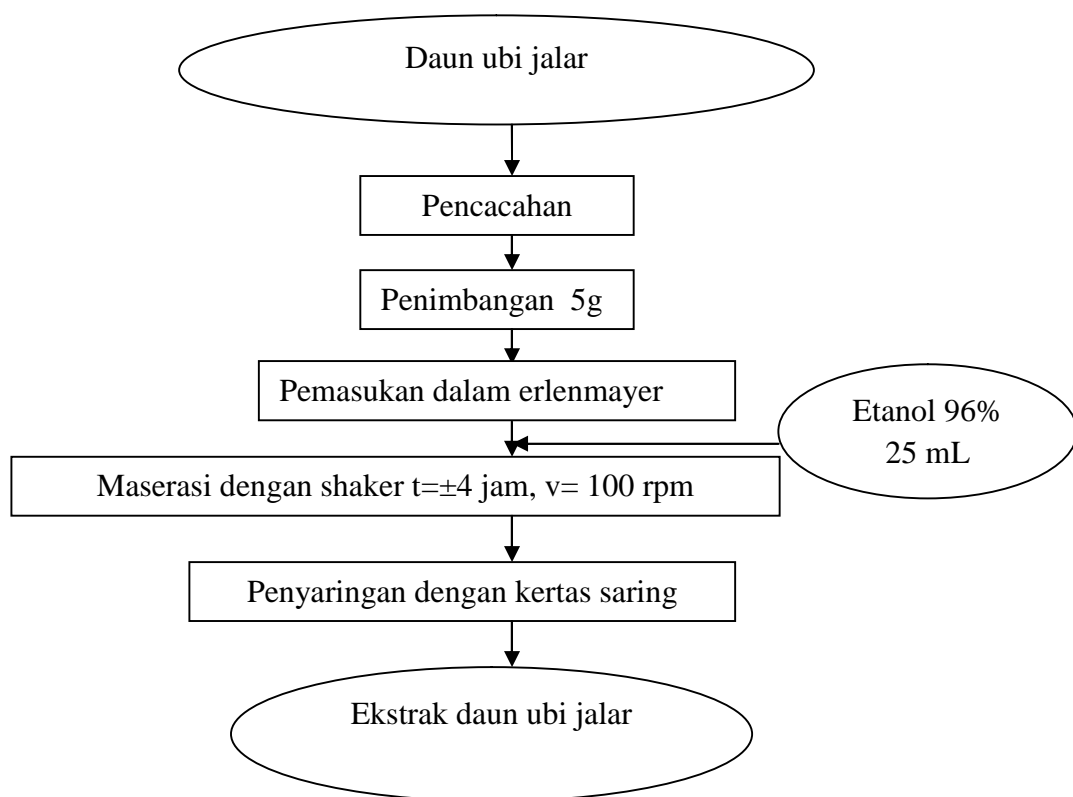 Daun ubi jalar
Pencacahan
Penimbangan  5g
Pemasukan dalam erlenmayer
Etanol 96%
25 mL
Maserasi dengan shaker t=±4 jam, v= 100 rpm
Penyaringan dengan kertas saring
Ekstrak daun ubi jalar